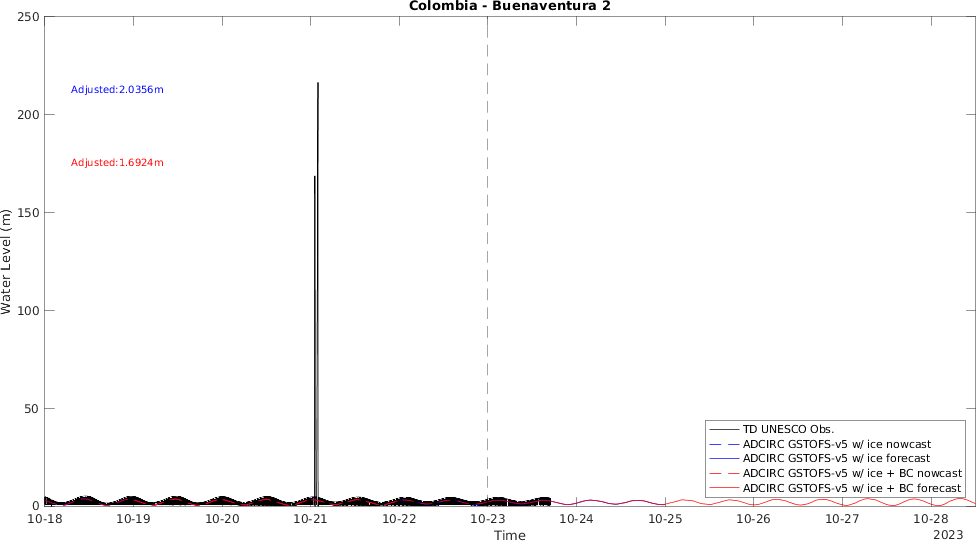 Colombia - Buenaventura 2
250
200
150
100
50
0
Water Level (m)
Adjusted:2.0356m
Adjusted:1.6924m
TD UNESCO Obs.
ADCIRC GSTOFS-v5 w/ ice nowcast
ADCIRC GSTOFS-v5 w/ ice forecast
ADCIRC GSTOFS-v5 w/ ice + BC nowcast
ADCIRC GSTOFS-v5 w/ ice + BC forecast
10-18 10-19 10-20 10-21 10-22 10-23 10-24 10-25 10-26 10-27 10-28
2023
Time